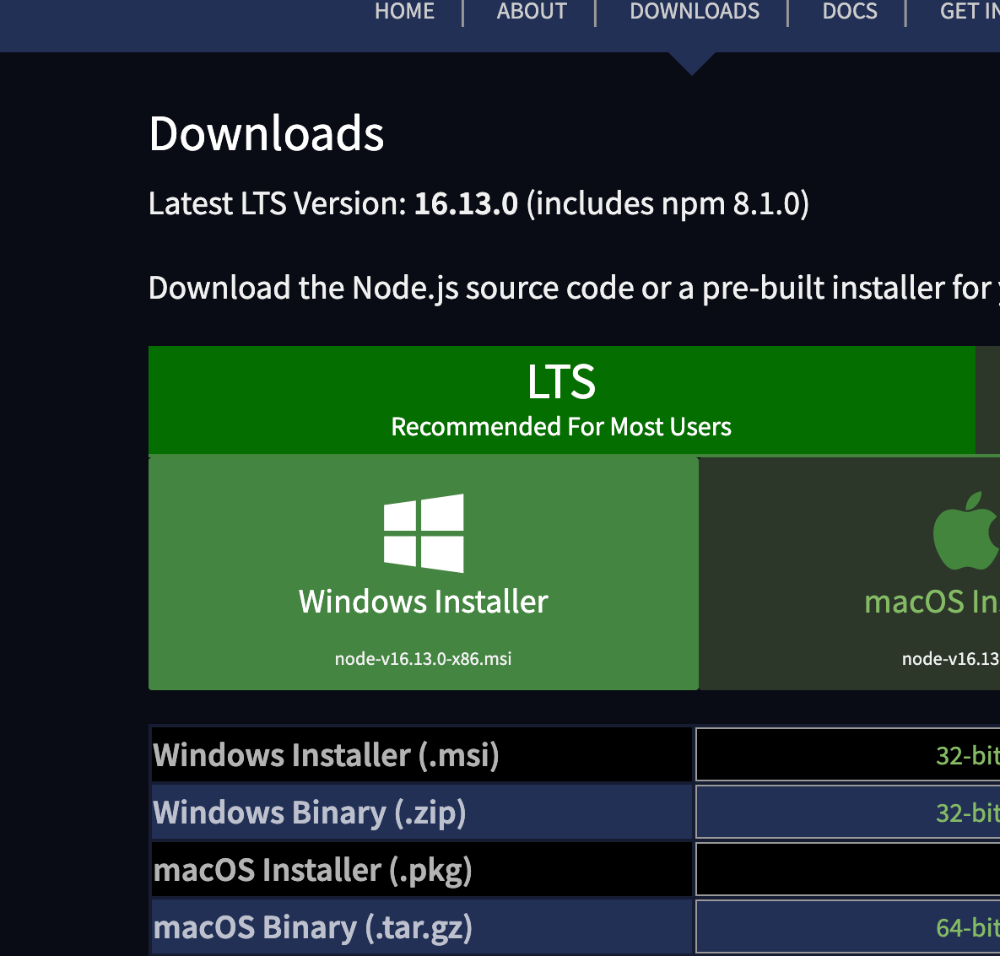 HOME | ABOUT | DOWNLOADS | DOCS | GET
Downloads
Latest LTS Version: 16.13.0 (includes npm 8.1.0)
Download the Node.js source code or a pre-built installer for
LTS
Recommended For Most Users
Windows Installer
macOS
node-v16.13.0-x86.msi
node-v16.13
Windows Installer (.msi)
32-bit
Windows Binary (.zip)
32-bit
macOS Installer (.pkg)
macOS Binary (.tar.gz)
64-bit